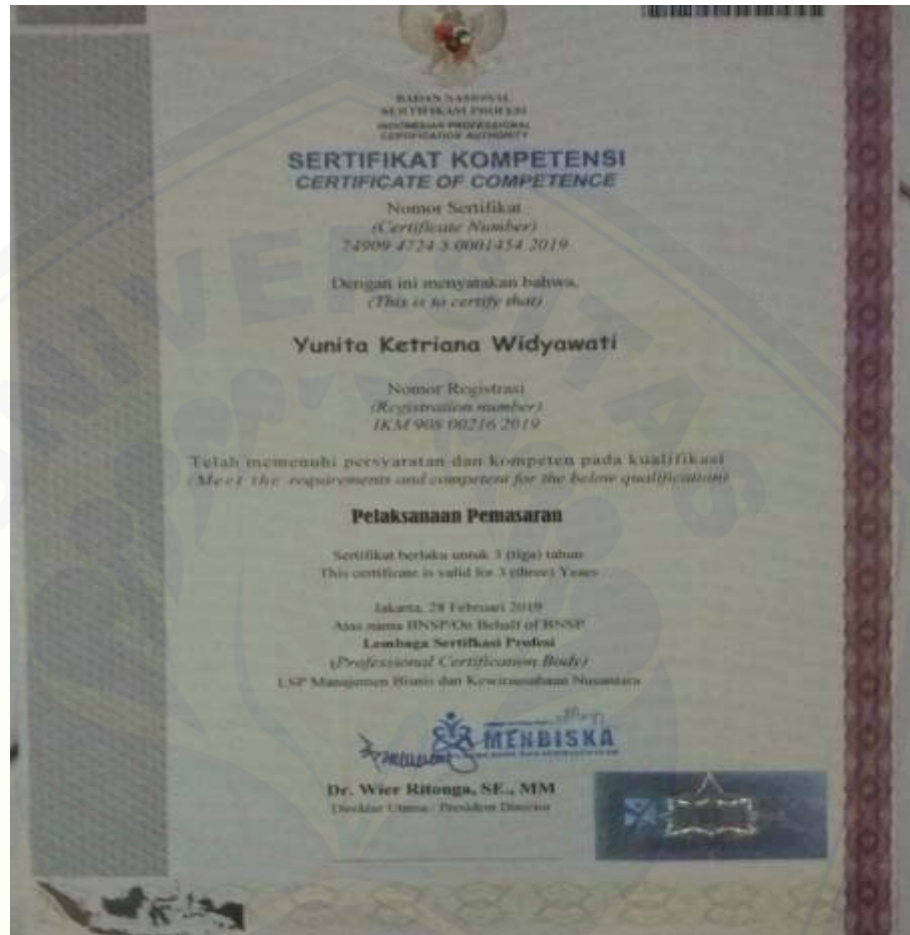 BADAN NASIONAL
SERTIFIKASI PROFESI
INDONESIAN PROFESSIONAL
CERTIFICATION AUTHORITY
SERTIFIKAT KOMPETENSI
CERTIFICATE OF COMPETENCE
Nomor Sertifikat
(Certificate Number)
74909 4724 8 0001454 2019
Dengan ini menyatakan bahwa,
(This is to certify that)
Yunita Ketriana Widyawati
Nomor Registrasi
(Registration number)
IKM 908 00216 2019
Telah memenuhi persyaratan dan kompeten pada kualifikasi
(Meet the requirements and competent for the below qualification)
Pelaksanaan Pemasaran
Sertifikat berlaku untuk 3 (tiga) tahun
This certificate is valid for 3 (three) Years
Jakarta, 28 Februari 2019
Atas nama BNSP/On Behalf of BNSP
Lembaga Sertifkasi Profesi
(Professional Certification Body)
LSP Manajemen Bisnis dan Kewirausahaan Nusantara
MENBISKA
Dr. Wier Ritonga, SE., MM
Direktur Utama / President Director
UNIVERSITAS